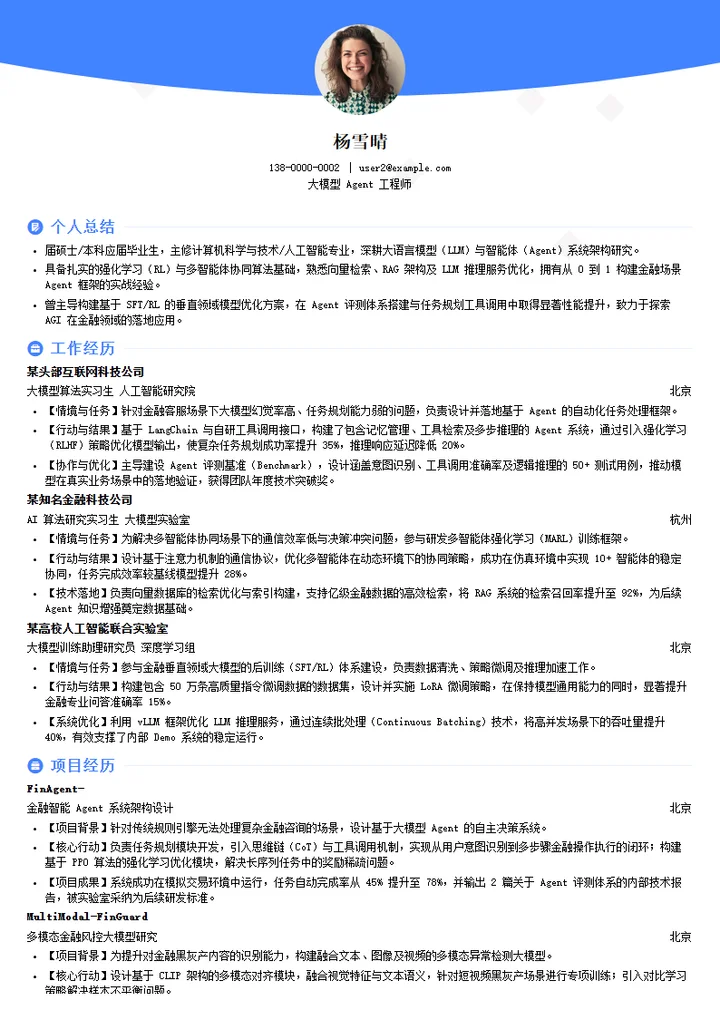 杨雪晴
138-0000-0002 | user2@example.com
大模型 Agent 工程师
个人总结
• 届硕士/本科应届毕业生，主修计算机科学与技术/人工智能专业，深耕大语言模型（LLM）与智能体（Agent）系统架构研究。
• 具备扎实的强化学习（RL）与多智能体协同算法基础，熟悉向量检索、RAG 架构及 LLM 推理服务优化，拥有从 0 到 1 构建金融场景
Agent 框架的实战经验。
• 曾主导构建基于 SFT/RL 的垂直领域模型优化方案，在 Agent 评测体系搭建与任务规划工具调用中取得显著性能提升，致力于探索
AGI 在金融领域的落地应用。
工作经历
某头部互联网科技公司
大模型算法实习生 人工智能研究院 北京
• 【情境与任务】针对金融客服场景下大模型幻觉率高、任务规划能力弱的问题，负责设计并落地基于 Agent 的自动化任务处理框架。
• 【行动与结果】基于 LangChain 与自研工具调用接口，构建了包含记忆管理、工具检索及多步推理的 Agent 系统，通过引入强化学习
（RLHF）策略优化模型输出，使复杂任务规划成功率提升 35%，推理响应延迟降低 20%。
• 【协作与优化】主导建设 Agent 评测基准（Benchmark），设计涵盖意图识别、工具调用准确率及逻辑推理的 50+ 测试用例，推动模
型在真实业务场景中的落地验证，获得团队年度技术突破奖。
某知名金融科技公司
AI 算法研究实习生 大模型实验室 杭州
• 【情境与任务】为解决多智能体协同场景下的通信效率低与决策冲突问题，参与研发多智能体强化学习（MARL）训练框架。
• 【行动与结果】设计基于注意力机制的通信协议，优化多智能体在动态环境下的协同策略，成功在仿真环境中实现 10+ 智能体的稳定
协同，任务完成效率较基线模型提升 28%。
• 【技术落地】负责向量数据库的检索优化与索引构建，支持亿级金融数据的高效检索，将 RAG 系统的检索召回率提升至 92%，为后续
Agent 知识增强奠定数据基础。
某高校人工智能联合实验室
大模型训练助理研究员 深度学习组 北京
• 【情境与任务】参与金融垂直领域大模型的后训练（SFT/RL）体系建设，负责数据清洗、策略微调及推理加速工作。
• 【行动与结果】构建包含 50 万条高质量指令微调数据的数据集，设计并实施 LoRA 微调策略，在保持模型通用能力的同时，显著提升
金融专业问答准确率 15%。
• 【系统优化】利用 vLLM 框架优化 LLM 推理服务，通过连续批处理（Continuous Batching）技术，将高并发场景下的吞吐量提升
40%，有效支撑了内部 Demo 系统的稳定运行。
项目经历
FinAgent-
金融智能 Agent 系统架构设计 北京
• 【项目背景】针对传统规则引擎无法处理复杂金融咨询的场景，设计基于大模型 Agent 的自主决策系统。
• 【核心行动】负责任务规划模块开发，引入思维链（CoT）与工具调用机制，实现从用户意图识别到多步骤金融操作执行的闭环；构建
基于 PPO 算法的强化学习优化模块，解决长序列任务中的奖励稀疏问题。
• 【项目成果】系统成功在模拟交易环境中运行，任务自动完成率从 45% 提升至 78%，并输出 2 篇关于 Agent 评测体系的内部技术报
告，被实验室采纳为后续研发标准。
MultiModal-FinGuard
多模态金融风控大模型研究 北京
• 【项目背景】为提升对金融黑灰产内容的识别能力，构建融合文本、图像及视频的多模态异常检测大模型。
• 【核心行动】设计基于 CLIP 架构的多模态对齐模块，融合视觉特征与文本语义，针对短视频黑灰产场景进行专项训练；引入对比学习
策略解决样本不平衡问题。